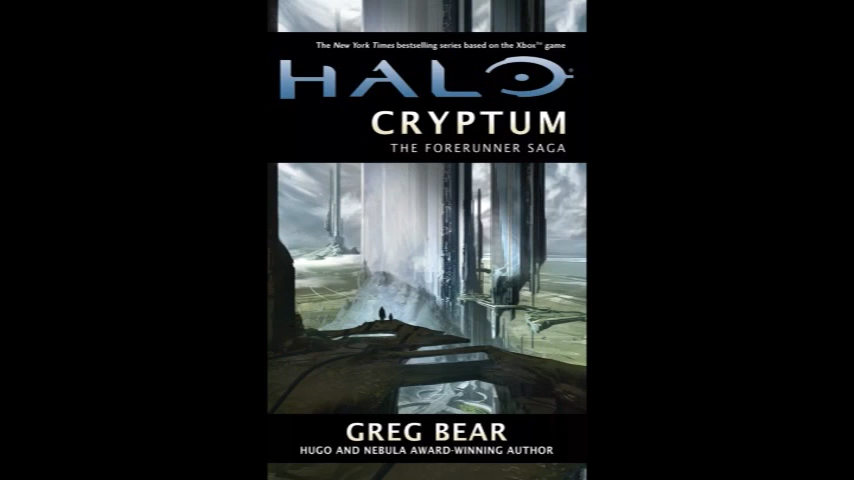 The New York Times bestselling series based on the Xbox™ game
HALO®
CRYPTUM
THE FORERUNNER SAGA
GREG BEAR
HUGO AND NEBULA AWARD-WINNING AUTHOR